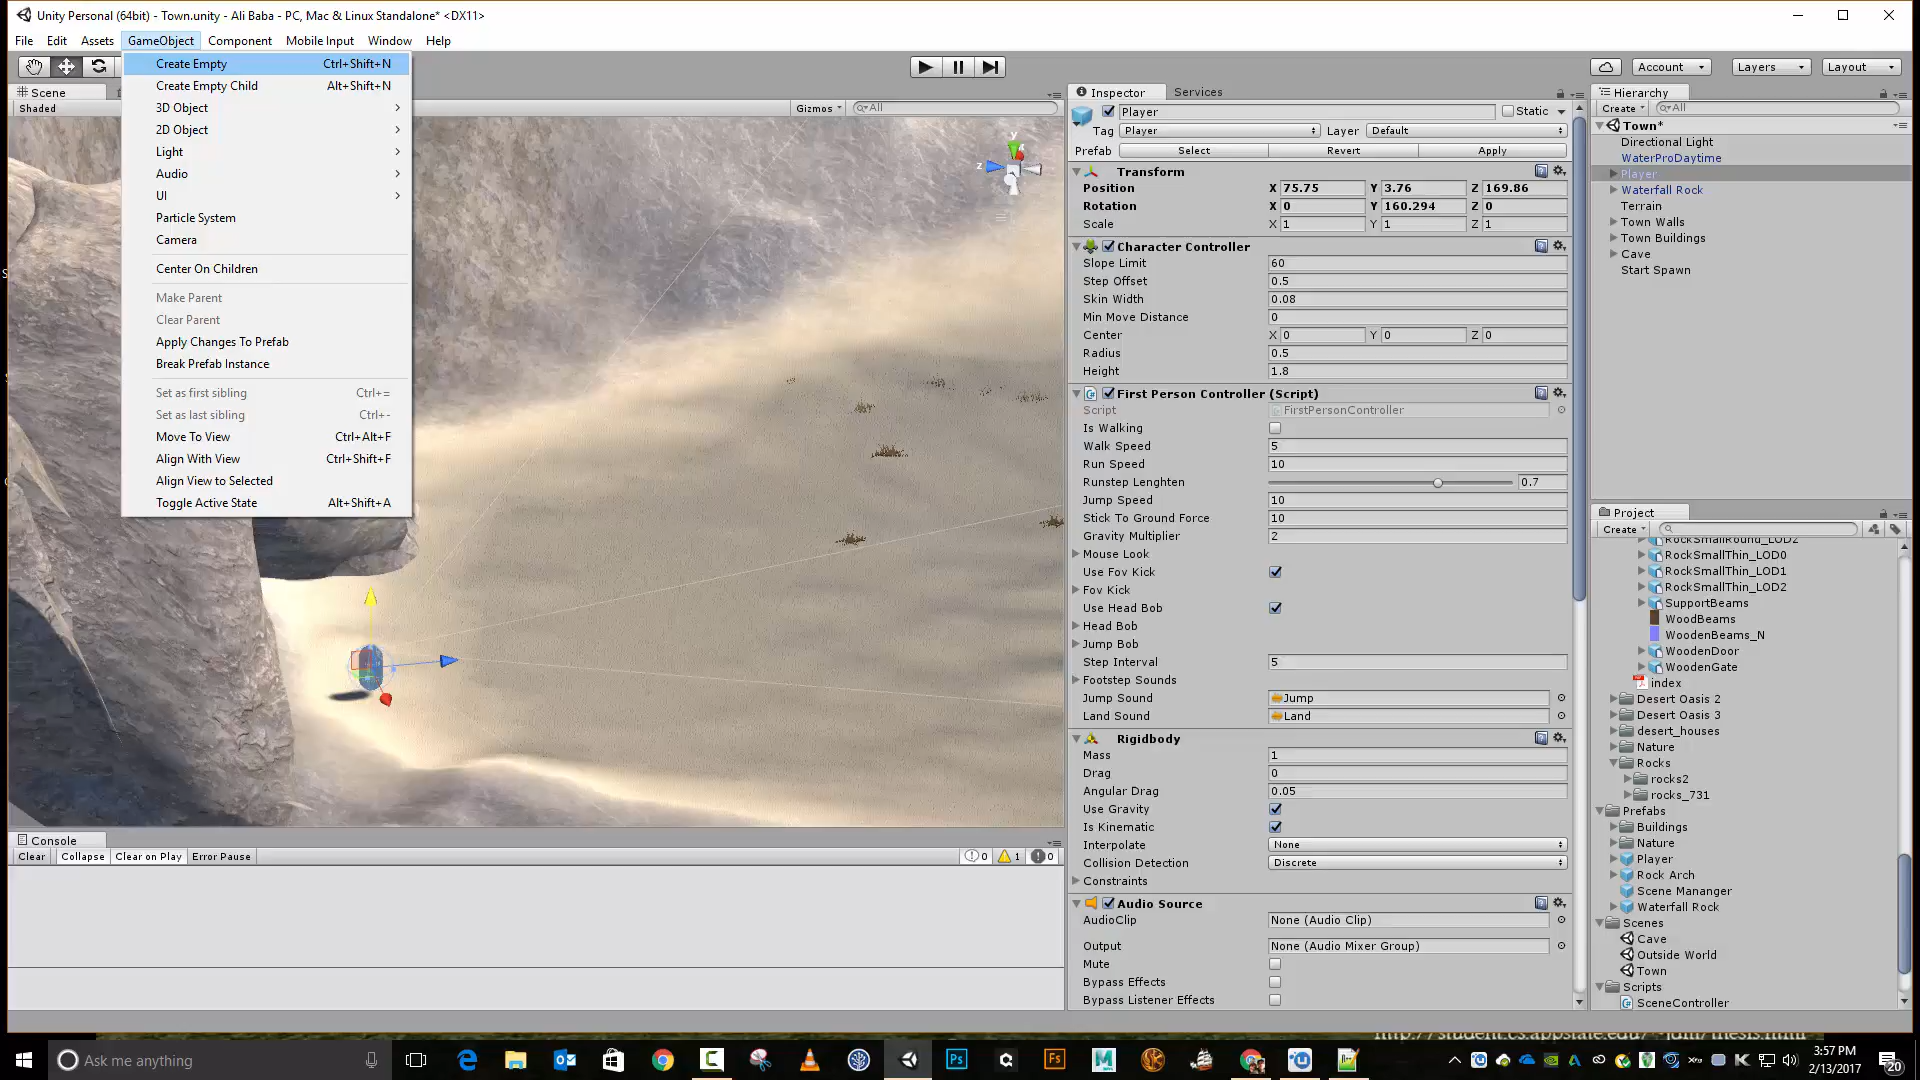 Unity Personal (64bit) - Town.unity - Ali Baba - PC, Mac & Linux Standalone* <DX11>
File Edit Assets GameObject Component Mobile Input Window Help
Create Empty Ctrl+Shift+N
Create Empty Child Alt+Shift+N
3D Object
2D Object
Light
Audio
UI
Particle System
Camera
Center On Children
Make Parent
Clear Parent
Apply Changes To Prefab
Break Prefab Instance
Set as first sibling Ctrl+=
Set as last sibling Ctrl+-
Move To View Ctrl+Alt+F
Align With View Ctrl+Shift+F
Align View to Selected
Toggle Active State Alt+Shift+A
Account Layers Layout
Scene
Shaded
Gizmos All
y
x
z
Inspector Services
Player Static
Tag Player Layer Default
Prefab Select Revert Apply
Transform
Position X 75.75 Y 3.76 Z 169.86
Rotation X 0 Y 160.294 Z 0
Scale X 1 Y 1 Z 1
Character Controller
Slope Limit 60
Step Offset 0.5
Skin Width 0.08
Min Move Distance 0
Center X 0 Y 0 Z 0
Radius 0.5
Height 1.8
First Person Controller (Script)
Script FirstPersonController
Is Walking
Walk Speed 5
Run Speed 10
Runstep Lenghten 0.7
Jump Speed 10
Stick To Ground Force 10
Gravity Multiplier 2
Mouse Look
Use Fov Kick
Fov Kick
Use Head Bob
Head Bob
Jump Bob
Step Interval 5
Footstep Sounds
Jump Sound Jump
Land Sound Land
Rigidbody
Mass 1
Drag 0
Angular Drag 0.05
Use Gravity
Is Kinematic
Interpolate None
Collision Detection Discrete
Constraints
Audio Source
AudioClip None (Audio Clip)
Output None (Audio Mixer Group)
Mute
Bypass Effects
Bypass Listener Effects
Hierarchy
Create All
Town*
Directional Light
WaterProDaytime
Player
Waterfall Rock
Terrain
Town Walls
Town Buildings
Cave
Start Spawn
Project
Create
RockSmallRound_LOD2
RockSmallThin_LOD0
RockSmallThin_LOD1
RockSmallThin_LOD2
SupportBeams
WoodBeams
WoodenBeams_N
WoodenDoor
WoodenGate
index
Desert Oasis 2
Desert Oasis 3
desert_houses
Nature
Rocks
rocks2
rocks_731
Prefabs
Buildings
Nature
Player
Rock Arch
Scene Mananger
Waterfall Rock
Scenes
Cave
Outside World
Town
Scripts
SceneController
Console
Clear Collapse Clear on Play Error Pause 0 1 0
Ask me anything
Ps
Fs
3:57 PM
2/13/2017
20